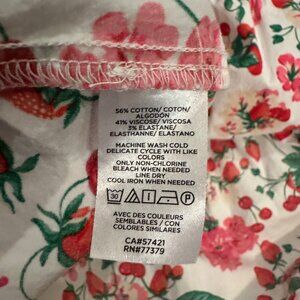 56% COTTON/ COTON/
ALGODÓN
41% VISCOSE/ VISCOSA
3% ELASTANE/
ELASTHANNE/ ELASTANO
MACHINE WASH COLD
DELICATE CYCLE WITH LIKE
COLORS
ONLY NON-CHLORINE
BLEACH WHEN NEEDED
LINE DRY
COOL IRON WHEN NEEDED
30
AVEC DES COULEURS
SEMBLABLES / CON
COLORES SIMILARES
CA#57421
RN#77379